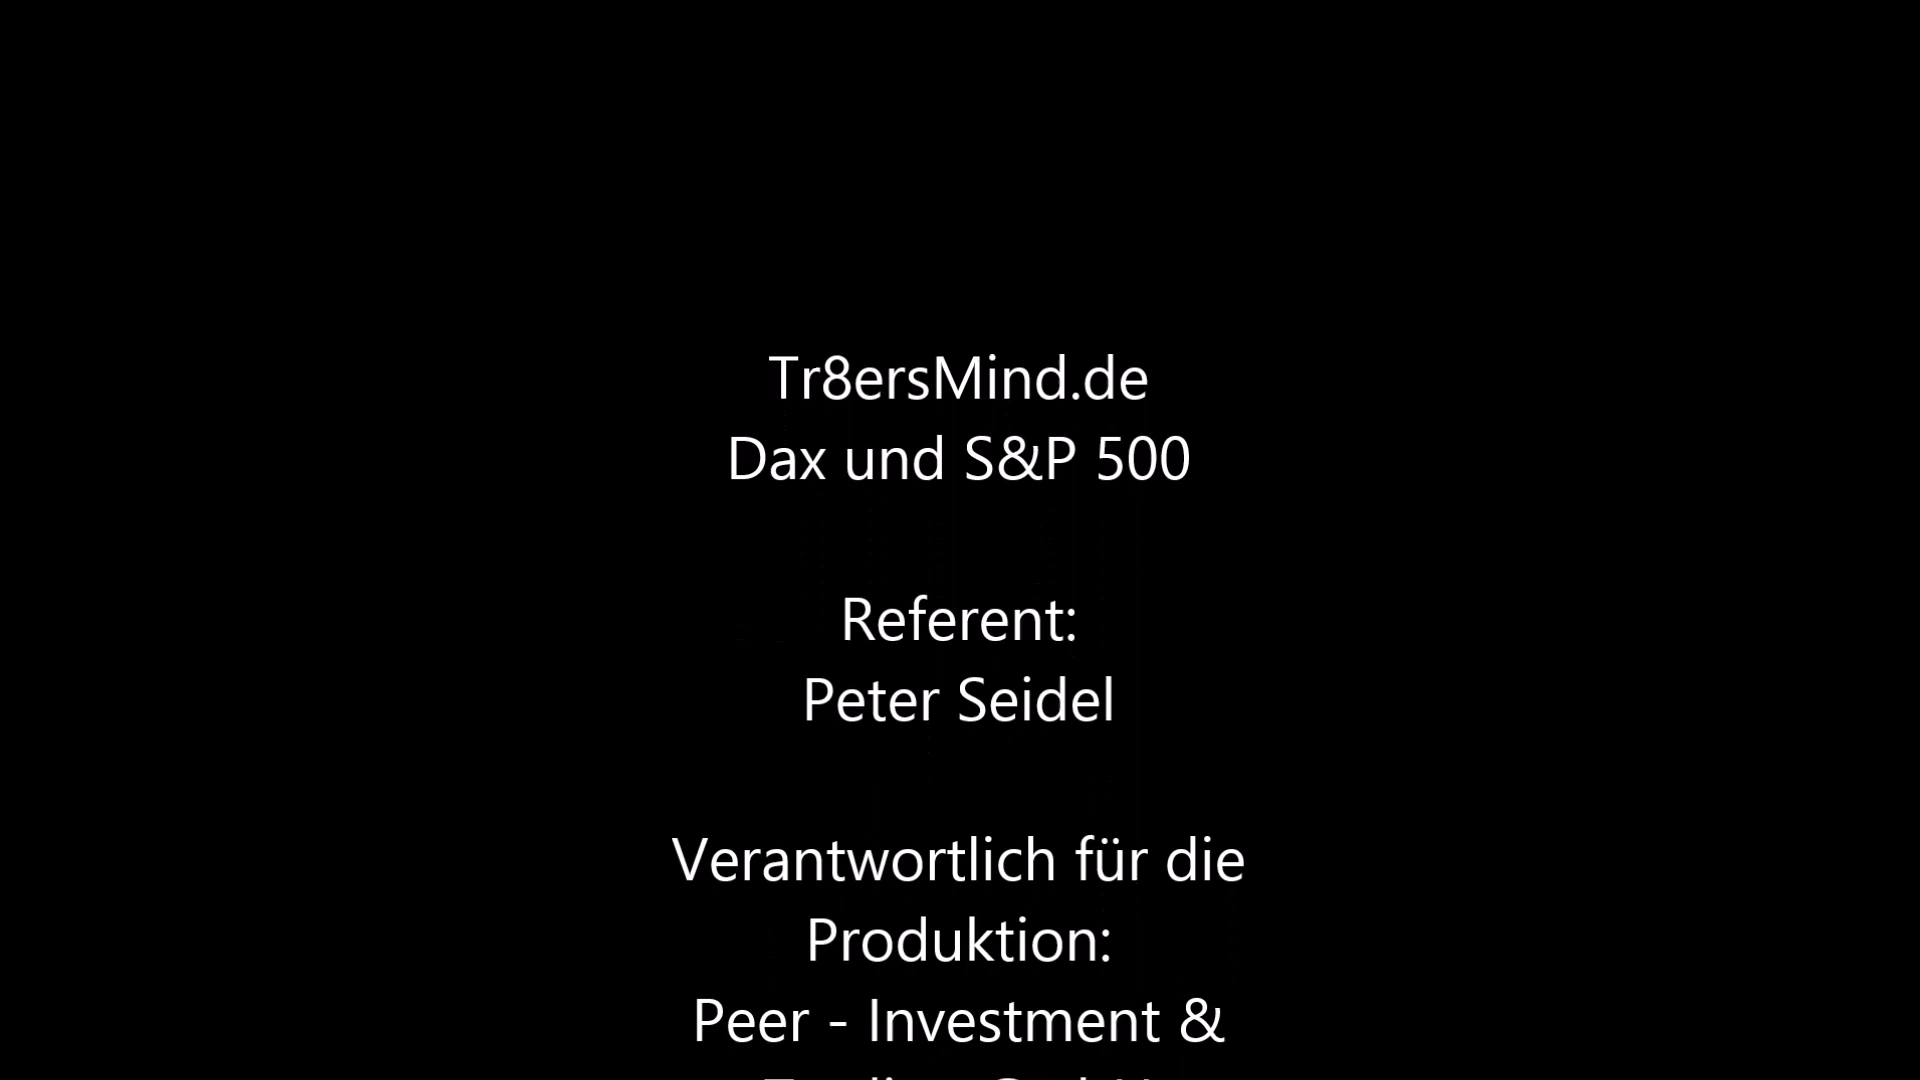 Tr8ersMind.de
Dax und S&P 500
Referent:
Peter Seidel
Verantwortlich für die
Produktion:
Peer - Investment &